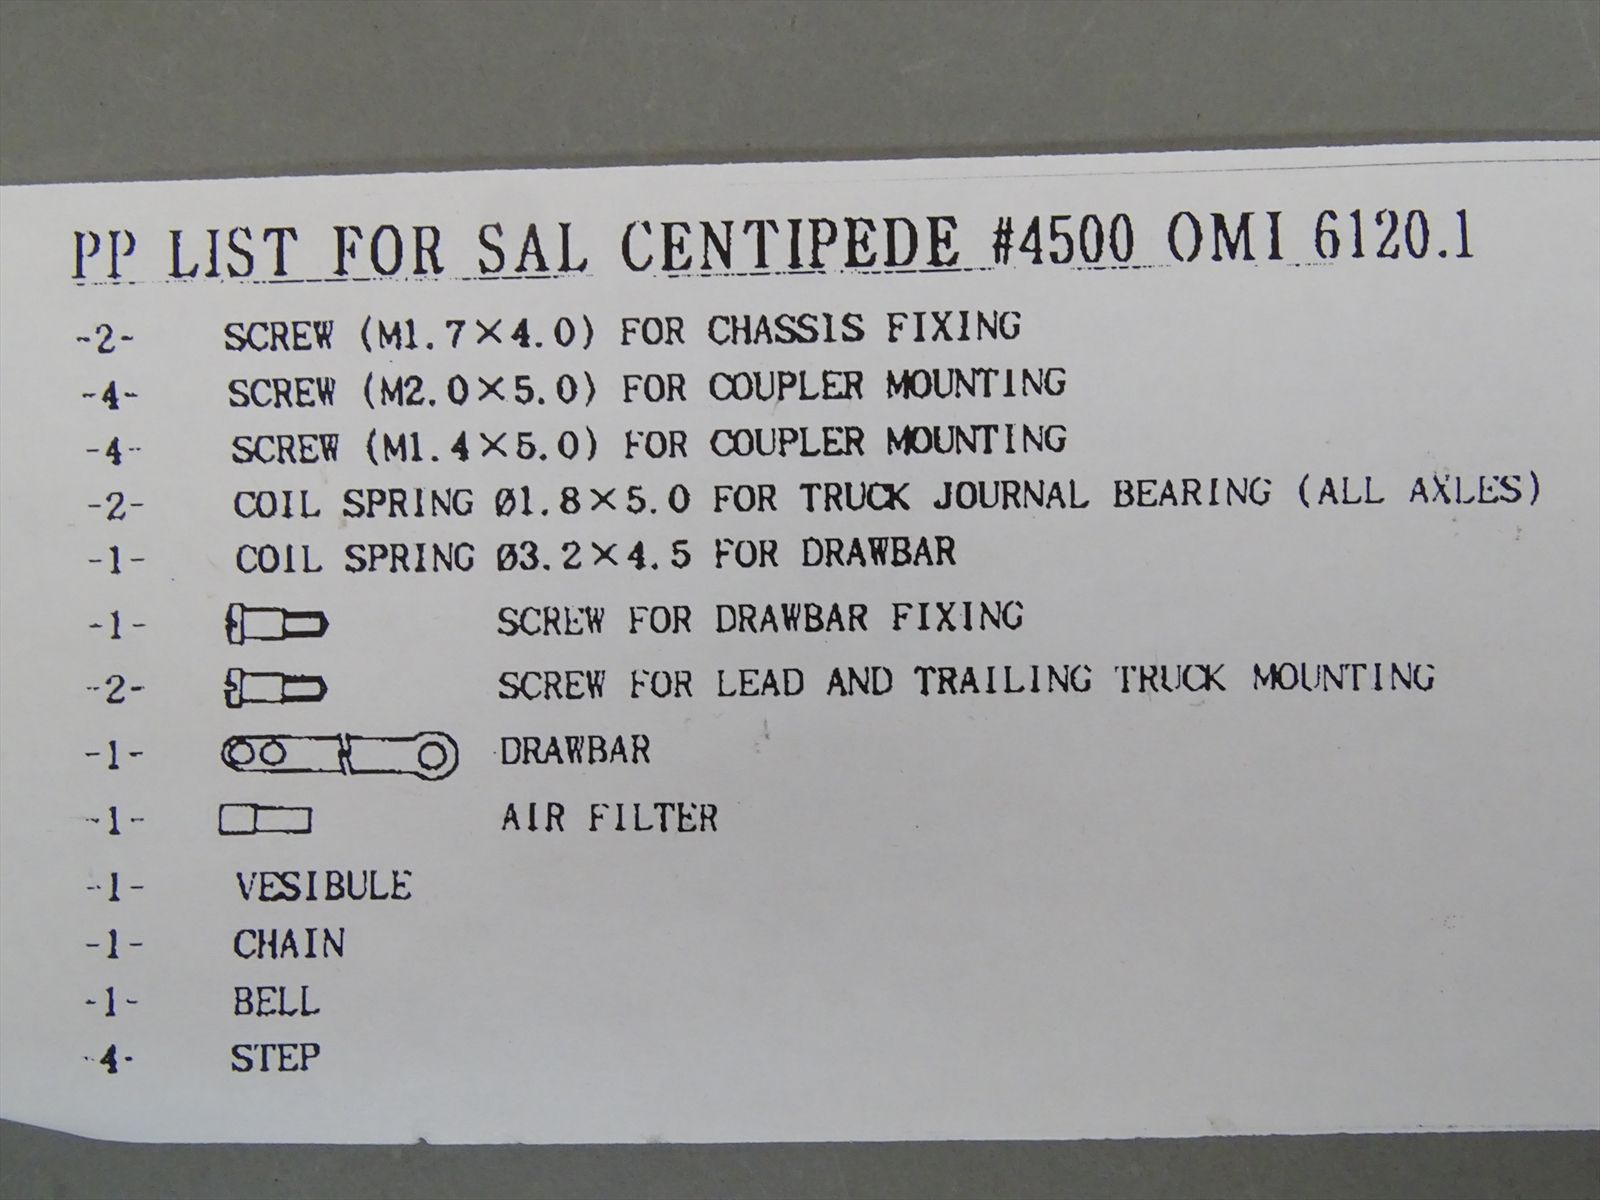 PP LIST FOR SAL CENTIPEDE #4500 OMI 6120.1
-2- SCREW (M1.7×4.0) FOR CHASSIS FIXING
-4- SCREW (M2.0×5.0) FOR COUPLER MOUNTING
-4- SCREW (M1.4×5.0) FOR COUPLER MOUNTING
-2- COIL SPRING Ø1.8×5.0 FOR TRUCK JOURNAL BEARING (ALL AXLES)
-1- COIL SPRING Ø3.2×4.5 FOR DRAWBAR
-1- SCREW FOR DRAWBAR FIXING
-2- SCREW FOR LEAD AND TRAILING TRUCK MOUNTING
-1- DRAWBAR
-1- AIR FILTER
-1- VESIBULE
-1- CHAIN
-1- BELL
-4- STEP